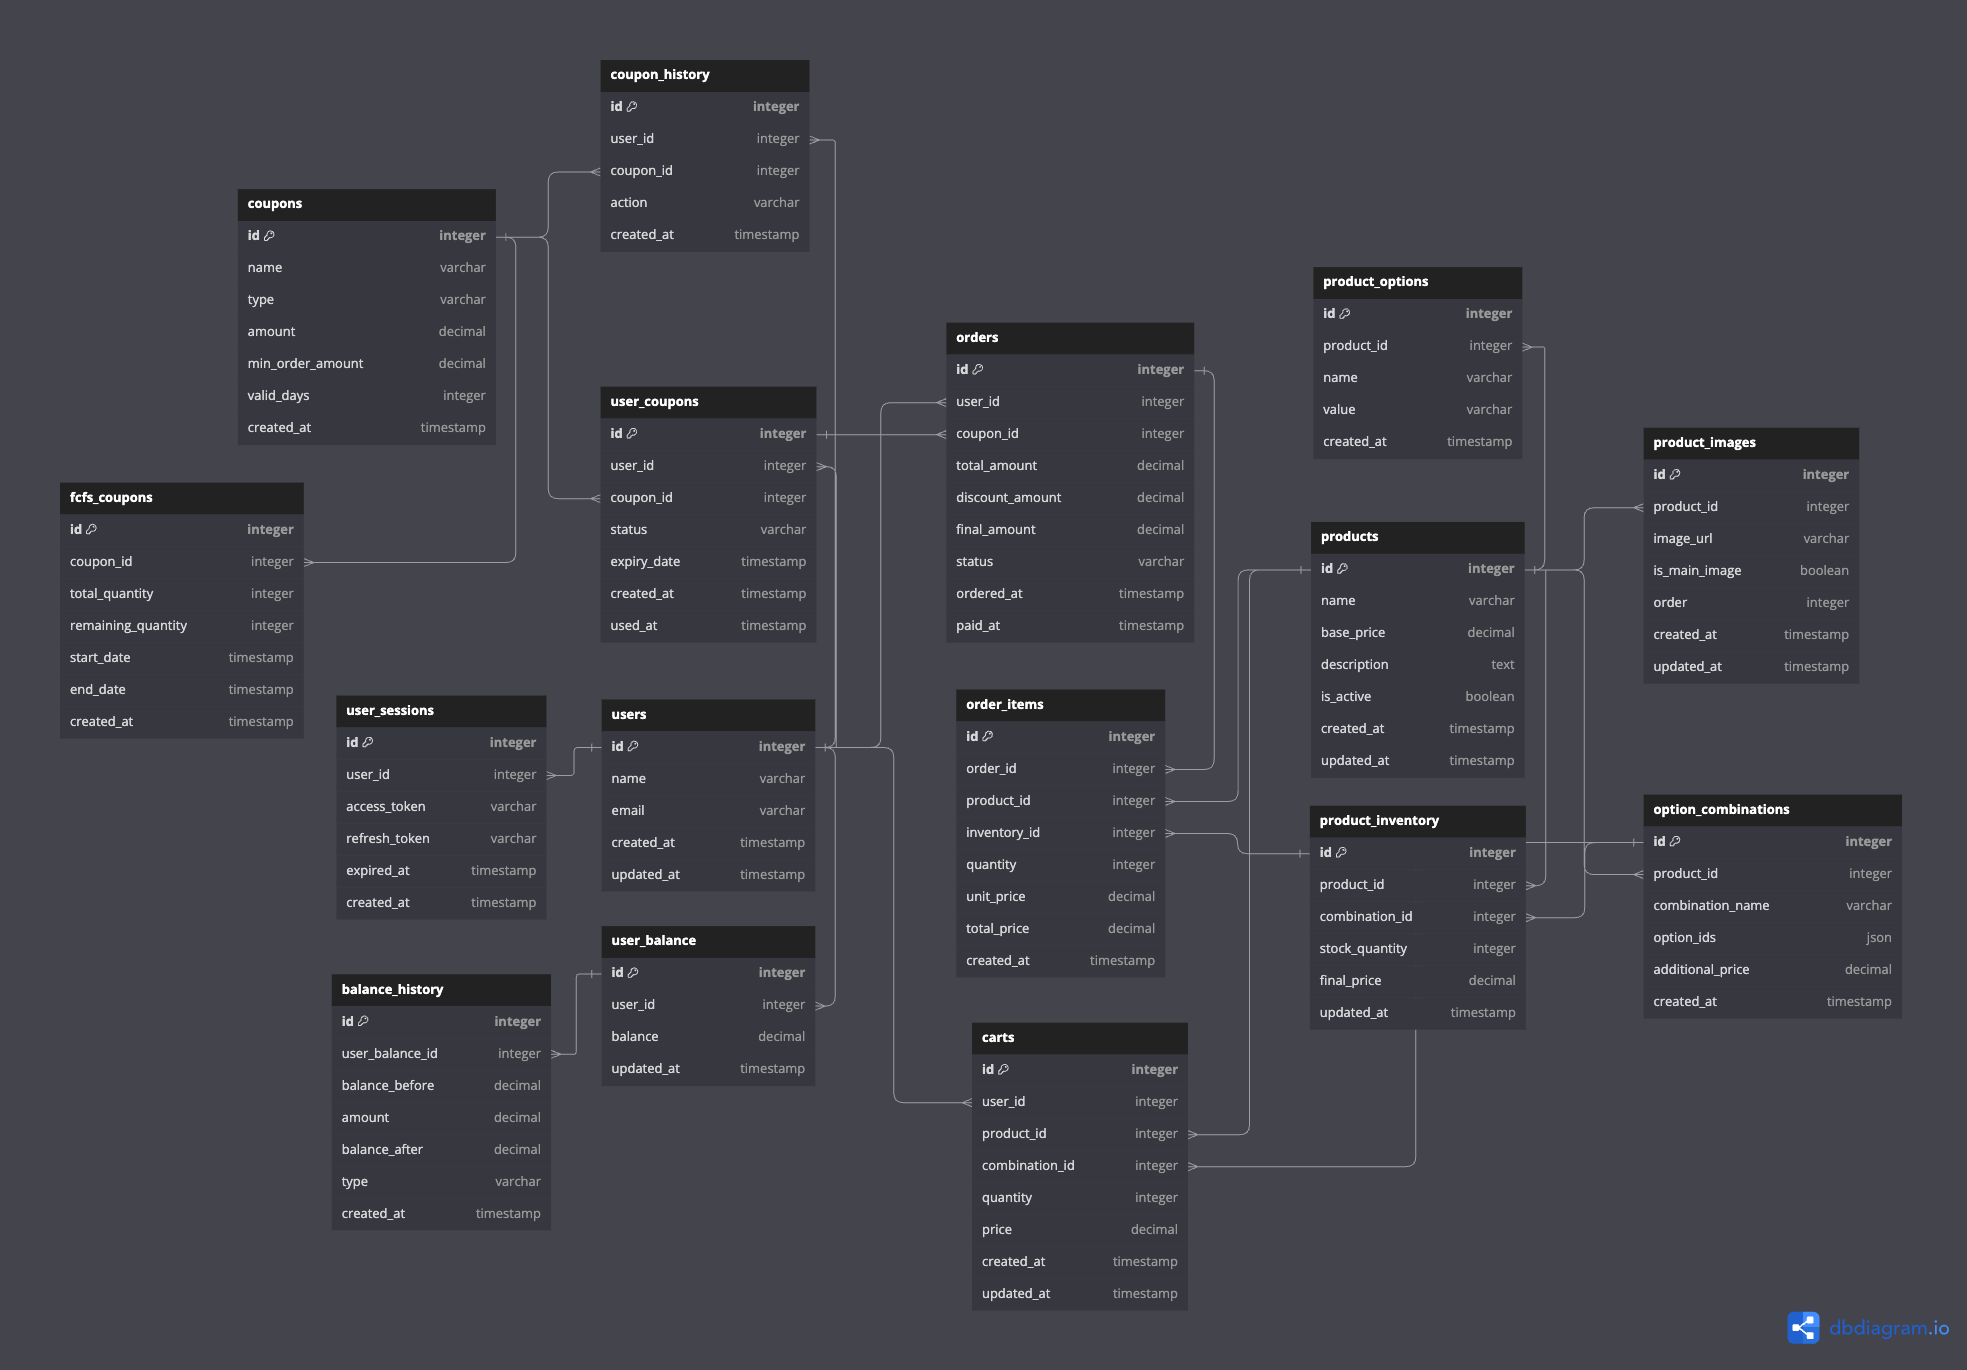 coupon_history
id integer
user_id integer
coupon_id integer
action varchar
created_at timestamp
coupons
id integer
name varchar
type varchar
amount decimal
min_order_amount decimal
valid_days integer
created_at timestamp
product_options
id integer
product_id integer
name varchar
value varchar
created_at timestamp
orders
id integer
user_id integer
coupon_id integer
total_amount decimal
discount_amount decimal
final_amount decimal
status varchar
ordered_at timestamp
paid_at timestamp
user_coupons
id integer
user_id integer
coupon_id integer
status varchar
expiry_date timestamp
created_at timestamp
used_at timestamp
product_images
id integer
product_id integer
image_url varchar
is_main_image boolean
order integer
created_at timestamp
updated_at timestamp
fcfs_coupons
id integer
coupon_id integer
total_quantity integer
remaining_quantity integer
start_date timestamp
end_date timestamp
created_at timestamp
products
id integer
name varchar
base_price decimal
description text
is_active boolean
created_at timestamp
updated_at timestamp
user_sessions
id integer
user_id integer
access_token varchar
refresh_token varchar
expired_at timestamp
created_at timestamp
users
id integer
name varchar
email varchar
created_at timestamp
updated_at timestamp
order_items
id integer
order_id integer
product_id integer
inventory_id integer
quantity integer
unit_price decimal
total_price decimal
created_at timestamp
product_inventory
id integer
product_id integer
combination_id integer
stock_quantity integer
final_price decimal
updated_at timestamp
option_combinations
id integer
product_id integer
combination_name varchar
option_ids json
additional_price decimal
created_at timestamp
user_balance
id integer
user_id integer
balance decimal
updated_at timestamp
balance_history
id integer
user_balance_id integer
balance_before decimal
amount decimal
balance_after decimal
type varchar
created_at timestamp
carts
id integer
user_id integer
product_id integer
combination_id integer
quantity integer
price decimal
created_at timestamp
updated_at timestamp
dbdiagram.io